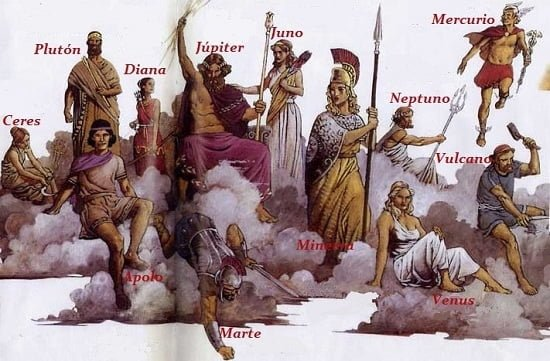 Mercurio
Plutón
Júpiter
Juno
Diana
Neptuno
Ceres
Vulcano
Minerva
Apolo
Venus
Marte